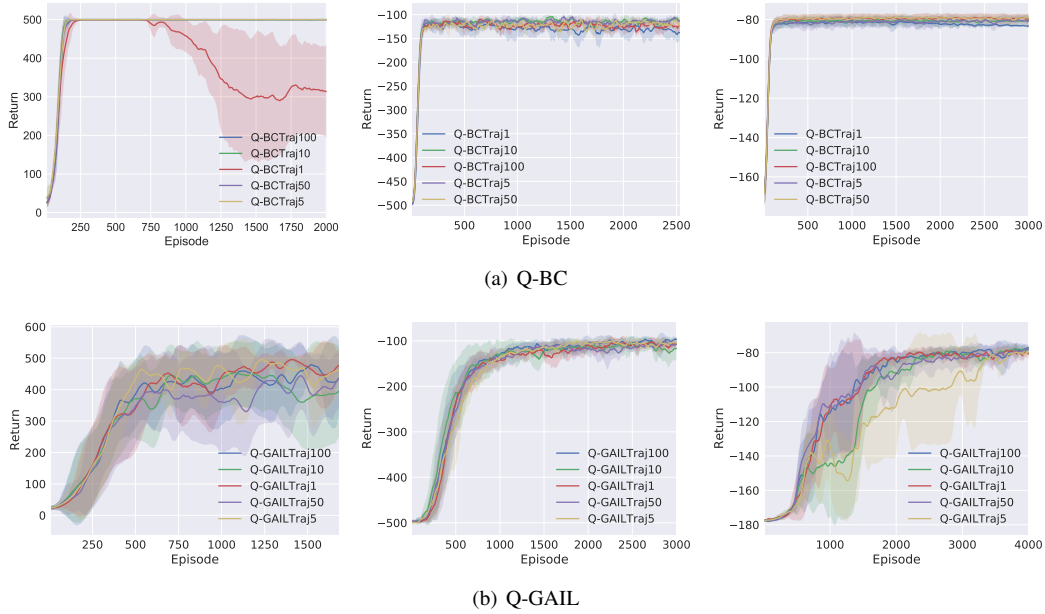 500
400
300
200
100
0
Return
Q-BCTraj100
Q-BCTraj10
Q-BCTraj1
Q-BCTraj50
Q-BCTraj5
0 250 500 750 1000 1250 1500 1750 2000
Episode
−100
−150
−200
−250
−300
−350
−400
−450
−500
Return
Q-BCTraj1
Q-BCTraj10
Q-BCTraj100
Q-BCTraj5
Q-BCTraj50
500 1000 1500 2000 2500
Episode
−80
−100
−120
−140
−160
Return
Q-BCTraj1
Q-BCTraj10
Q-BCTraj100
Q-BCTraj5
Q-BCTraj50
500 1000 1500 2000 2500 3000
Episode
(a) Q-BC
600
500
400
300
200
100
0
Return
Q-GAILTraj100
Q-GAILTraj10
Q-GAILTraj1
Q-GAILTraj50
Q-GAILTraj5
250 500 750 1000 1250 1500
Episode
−100
−200
−300
−400
−500
Return
Q-GAILTraj100
Q-GAILTraj10
Q-GAILTraj1
Q-GAILTraj50
Q-GAILTraj5
500 1000 1500 2000 2500 3000
Episode
−80
−100
−120
−140
−160
−180
Return
Q-GAILTraj100
Q-GAILTraj10
Q-GAILTraj1
Q-GAILTraj50
Q-GAILTraj5
1000 2000 3000 4000
Episode
(b) Q-GAIL